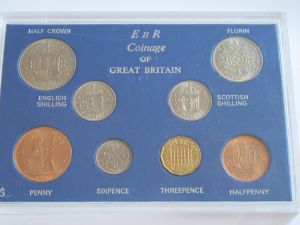 HALF CROWN
E II R
FLORIN
Coinage
OF
GREAT BRITAIN
ENGLISH
SHILLING
SCOTTISH
SHILLING
PENNY
SIXPENCE
THREEPENCE
HALFPENNY